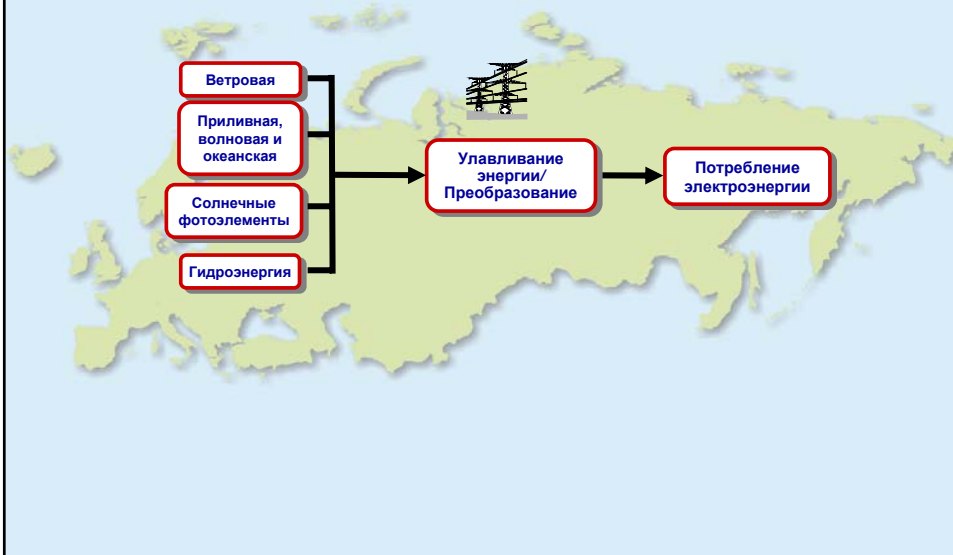 Ветровая
Приливная,
волновая и
океанская
Солнечные
фотоэлементы
Гидроэнергия
Улавливание
энергии/
Преобразование
Потребление
электроэнергии